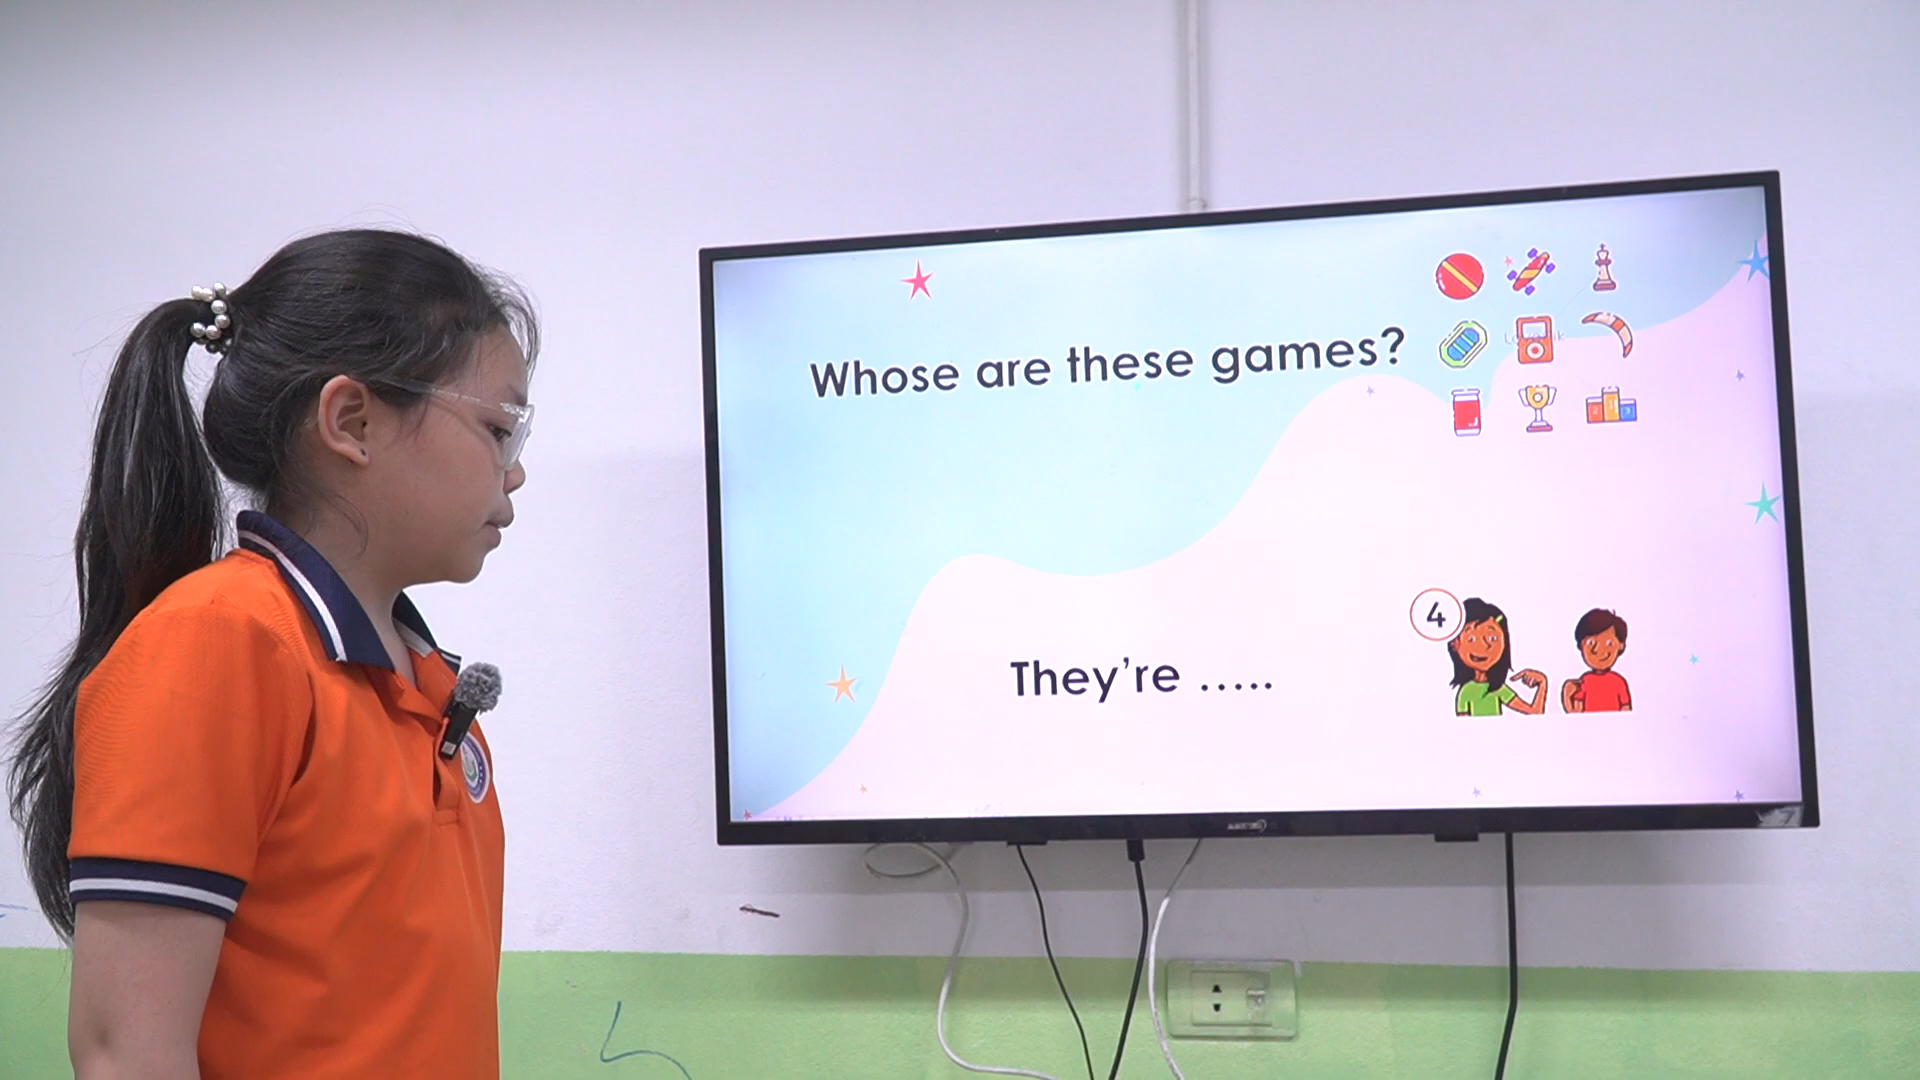 Whose are these games?
4
They're .....